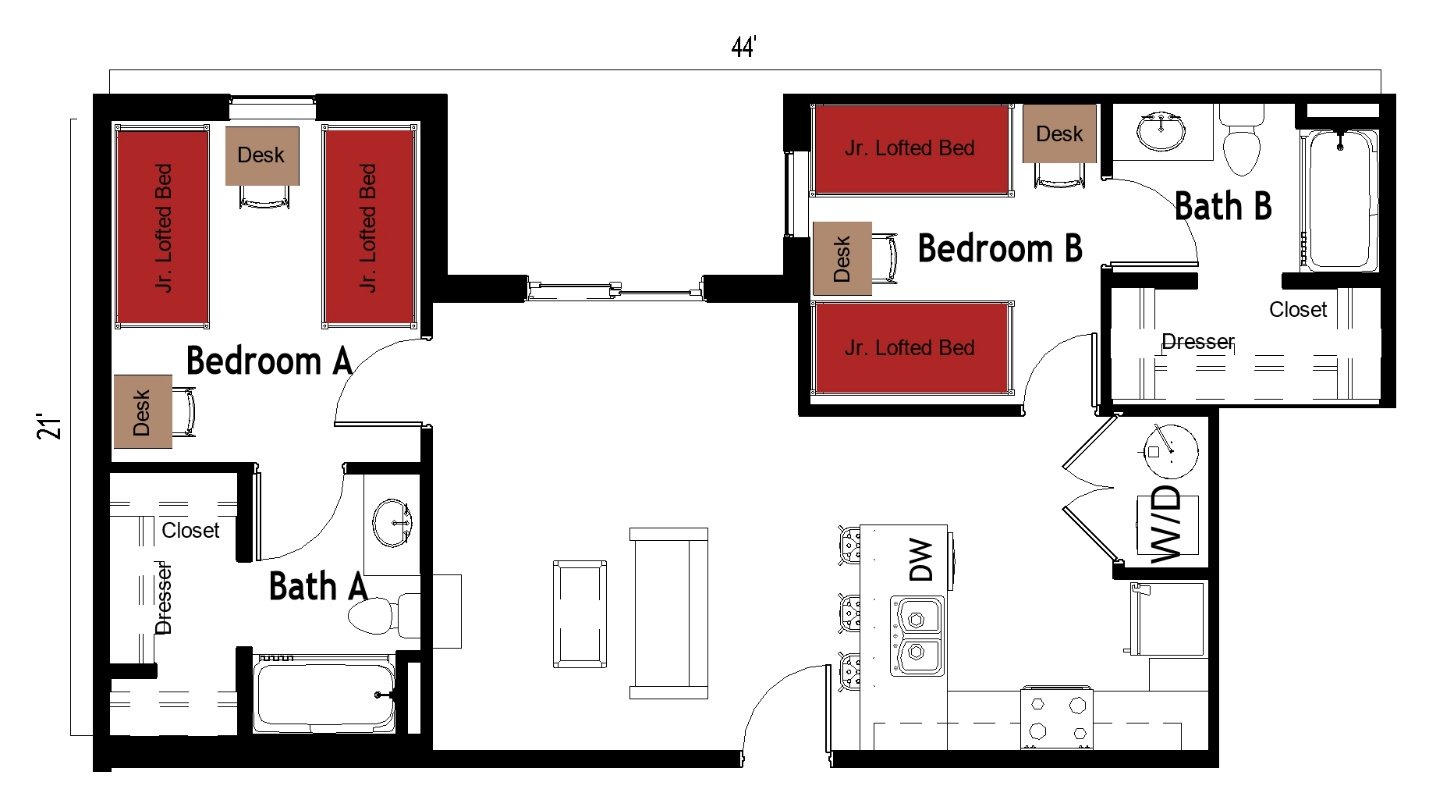 44'
21'
Jr. Lofted Bed
Desk
Jr. Lofted Bed
Bedroom A
Desk
Closet
Dresser
Bath A
Jr. Lofted Bed
Desk
Bath B
Desk
Bedroom B
Jr. Lofted Bed
Closet
Dresser
W/D
DW